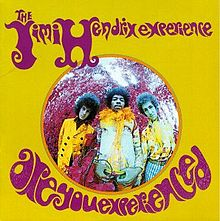 THE
Jimi Hendrix experience
are you experienced